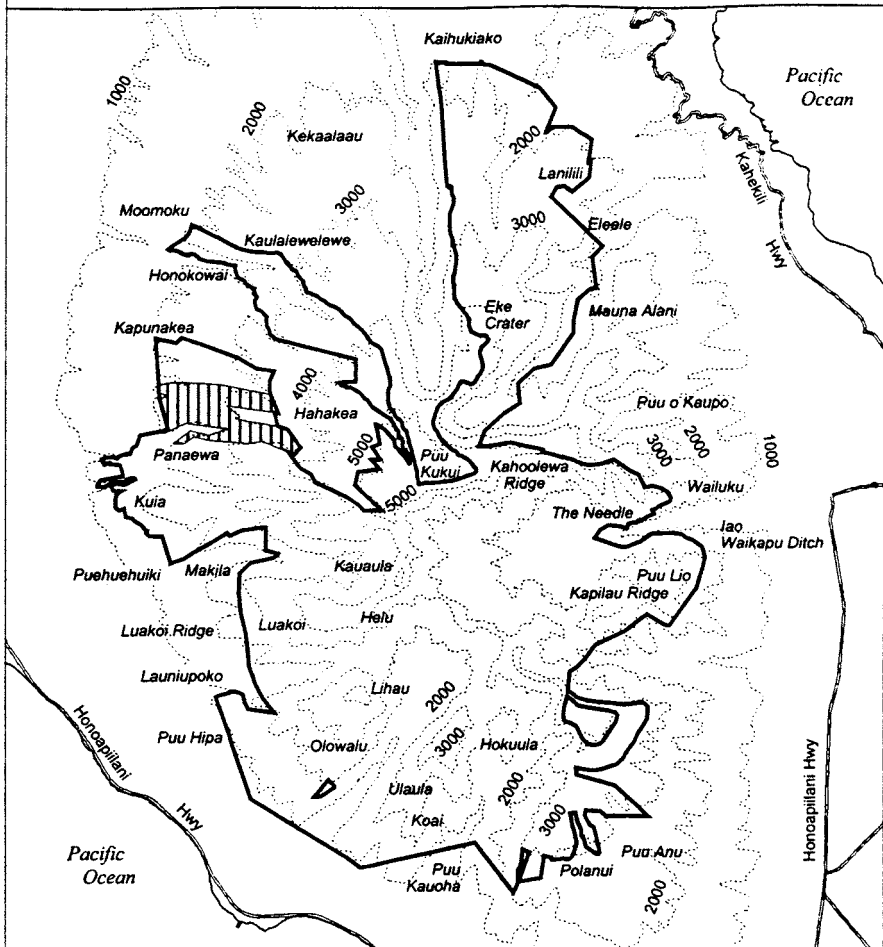 Kaihukiako
Pacific
Ocean
1000
2000
Kekaalaau
2000
Lanilili
Kahekili
Hwy
3000
Moomoku
Kaulalewelewe
3000
Eleele
Honokowai
Eke
Crater
Mauna Alani
Kapunakea
4000
Hahakea
Puu o Kaupo
3000
2000
1000
Panaewa
5000
Puu
Kukui
Kahoolewa
Ridge
Wailuku
Kuia
5000
The Needle
Iao
Waikapu Ditch
Puehuehuiki
Makila
Kauaula
Puu Lio
Kapilau Ridge
Luakoi Ridge
Luakoi
Helu
Launiupoko
Lihau
2000
Puu Hipa
Olowalu
3000
Hokuula
Honoapiilani
Hwy
Ulaula
2000
Koai
3000
Honoapiilani Hwy
Pacific
Ocean
Puu
Kauoha
Polanui
Puu Anu
2000